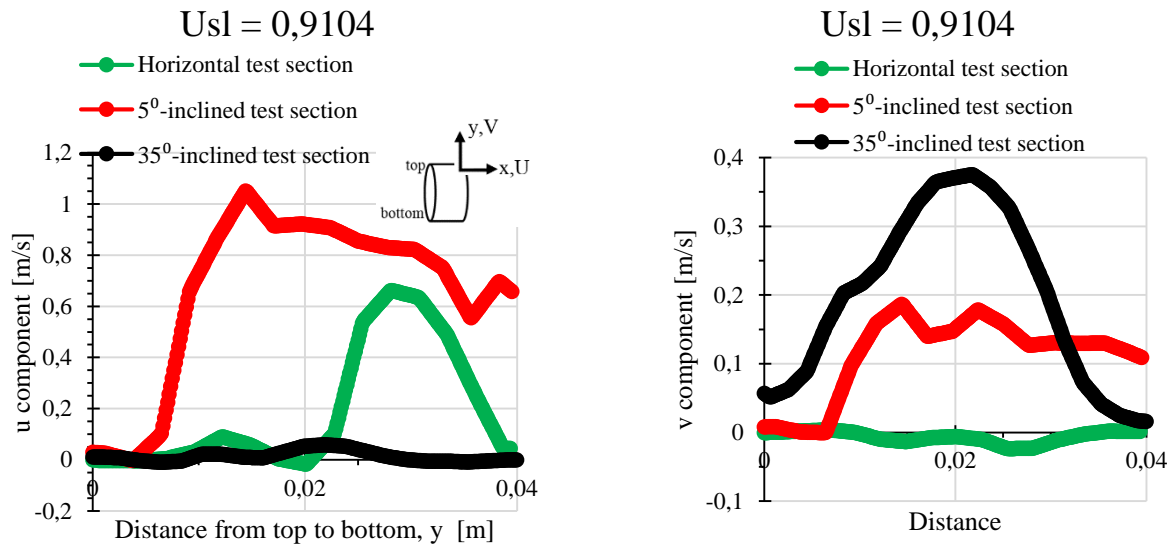 Usl = 0,9104
Horizontal test section
5⁰-inclined test section
35⁰-inclined test section
1,2
1
0,8
0,6
0,4
0,2
0
-0,2
0
0,02
0,04
u component [m/s]
Distance from top to bottom, y [m]
y,V
x,U
top
bottom
Usl = 0,9104
Horizontal test section
5⁰-inclined test section
35⁰-inclined test section
0,4
0,3
0,2
0,1
0
-0,1
0
0,02
0,04
v component [m/s]
Distance